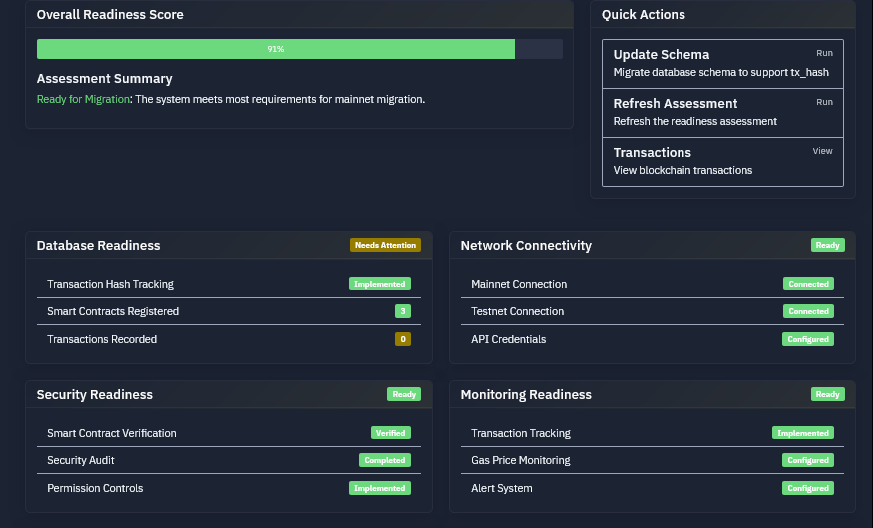 Overall Readiness Score
91%
Assessment Summary
Ready for Migration: The system meets most requirements for mainnet migration.
Quick Actions
Update Schema Run
Migrate database schema to support tx_hash
Refresh Assessment Run
Refresh the readiness assessment
Transactions View
View blockchain transactions
Database Readiness Needs Attention
Transaction Hash Tracking Implemented
Smart Contracts Registered 3
Transactions Recorded 0
Network Connectivity Ready
Mainnet Connection Connected
Testnet Connection Connected
API Credentials Configured
Security Readiness Ready
Smart Contract Verification Verified
Security Audit Completed
Permission Controls Implemented
Monitoring Readiness Ready
Transaction Tracking Implemented
Gas Price Monitoring Configured
Alert System Configured